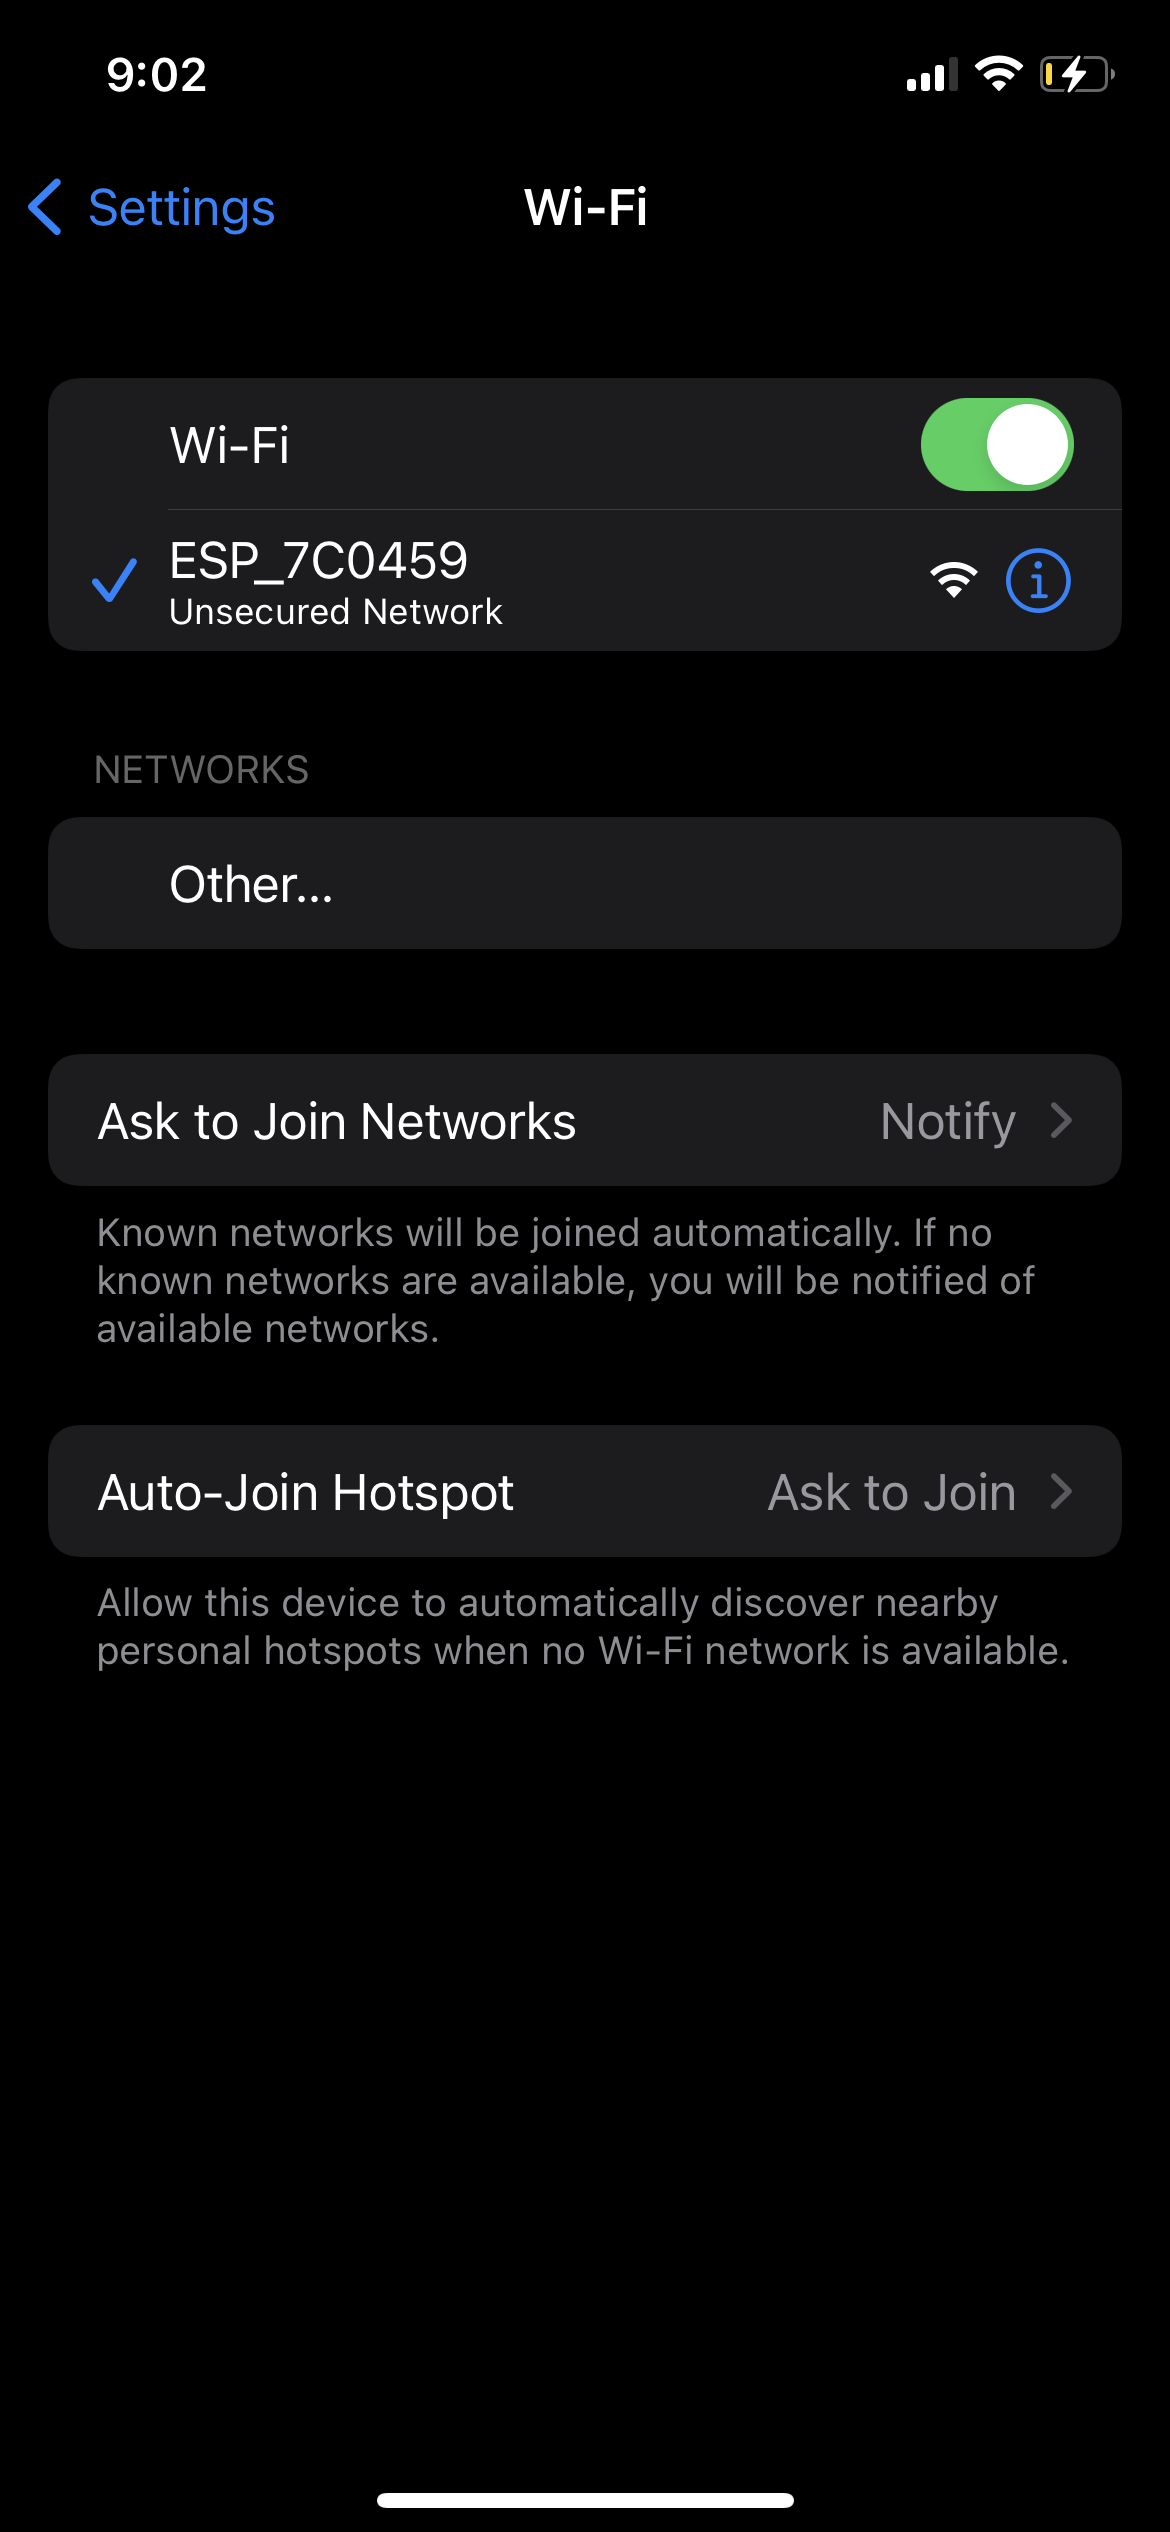 9:02
Settings
Wi-Fi
Wi-Fi
ESP_7C0459
Unsecured Network
NETWORKS
Other...
Ask to Join Networks Notify
Known networks will be joined automatically. If no
known networks are available, you will be notified of
available networks.
Auto-Join Hotspot Ask to Join
Allow this device to automatically discover nearby
personal hotspots when no Wi-Fi network is available.